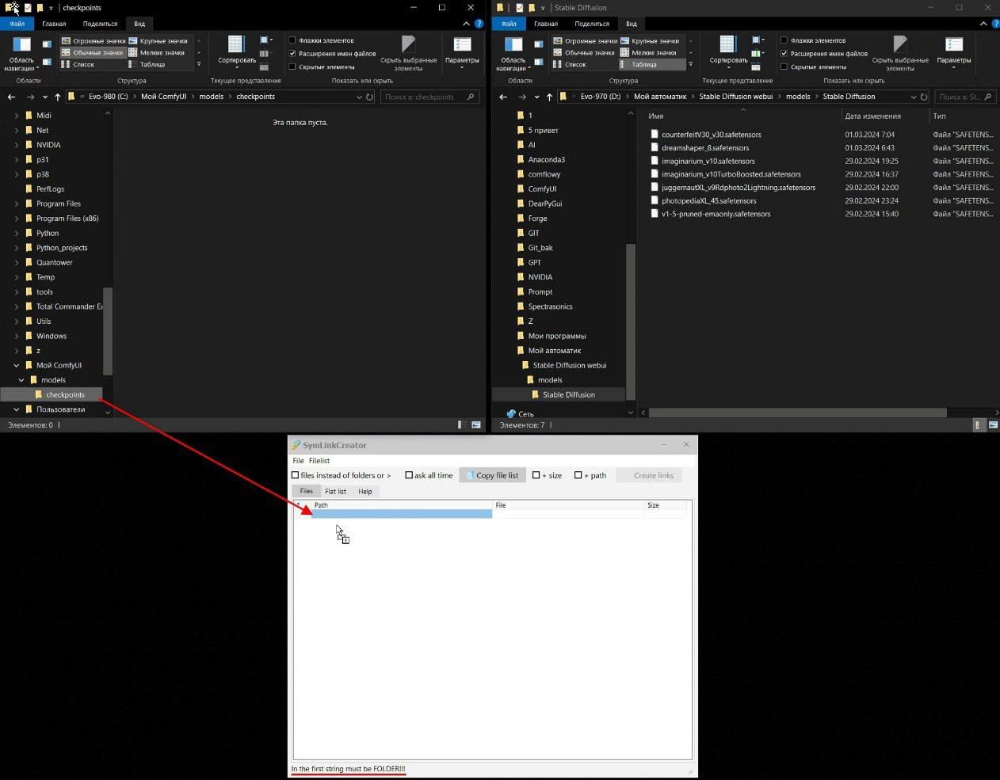 checkpoints
Файл Главная Поделиться Вид
Область навигации
Огромные значки Крупные значки
Обычные значки Мелкие значки
Список Таблица
Сортировать
Флажки элементов
Расширения имен файлов
Скрытые элементы
Скрыть выбранные элементы
Параметры
Области Структура Текущее представление Показать или скрыть
« Evo-980 (C:) > Мой ComfyUI > models > checkpoints
Поиск в: checkpoints
Midi
Net
NVIDIA
p31
p38
PerfLogs
Program Files
Program Files (x86)
Python
Python_projects
Quantower
Temp
tools
Total Commander
Utils
Windows
z
Мой ComfyUI
models
checkpoints
Пользователи
Эта папка пуста.
Элементов: 0
Stable Diffusion
Файл Главная Поделиться Вид
Область навигации
Огромные значки Крупные значки
Обычные значки Мелкие значки
Список Таблица
Сортировать
Флажки элементов
Расширения имен файлов
Скрытые элементы
Скрыть выбранные элементы
Параметры
Области Структура Текущее представление Показать или скрыть
« Evo-970 (D:) > Мой автоматик > Stable Diffusion webui > models > Stable Diffusion
Поиск в: St...
1
5 привет
AI
Anaconda3
comflowy
ComfyUI
DearPyGui
Forge
GIT
Git_bak
GPT
NVIDIA
Prompt
Spectrasonics
Z
Мои программы
Мой автоматик
Stable Diffusion webui
models
Stable Diffusion
Сеть
Имя Дата изменения Тип
counterfeitV30_v30.safetensors 01.03.2024 7:04 Файл "SAFETENS...
dreamshaper_8.safetensors 01.03.2024 6:43 Файл "SAFETENS...
imaginarium_v10.safetensors 29.02.2024 19:25 Файл "SAFETENS...
imaginarium_v10TurboBoosted.safetensors 29.02.2024 16:37 Файл "SAFETENS...
juggernautXL_v9Rdphoto2Lightning.safetensors 29.02.2024 22:00 Файл "SAFETENS...
photopediaXL_45.safetensors 29.02.2024 23:24 Файл "SAFETENS...
v1-5-pruned-emaonly.safetensors 29.02.2024 15:40 Файл "SAFETENS...
Элементов: 7
SymLinkCreator
File Filelist
files instead of folders or > ask all time Copy file list + size + path Create links
Files Flat list Help
Path File Size
In the first string must be FOLDER!!!